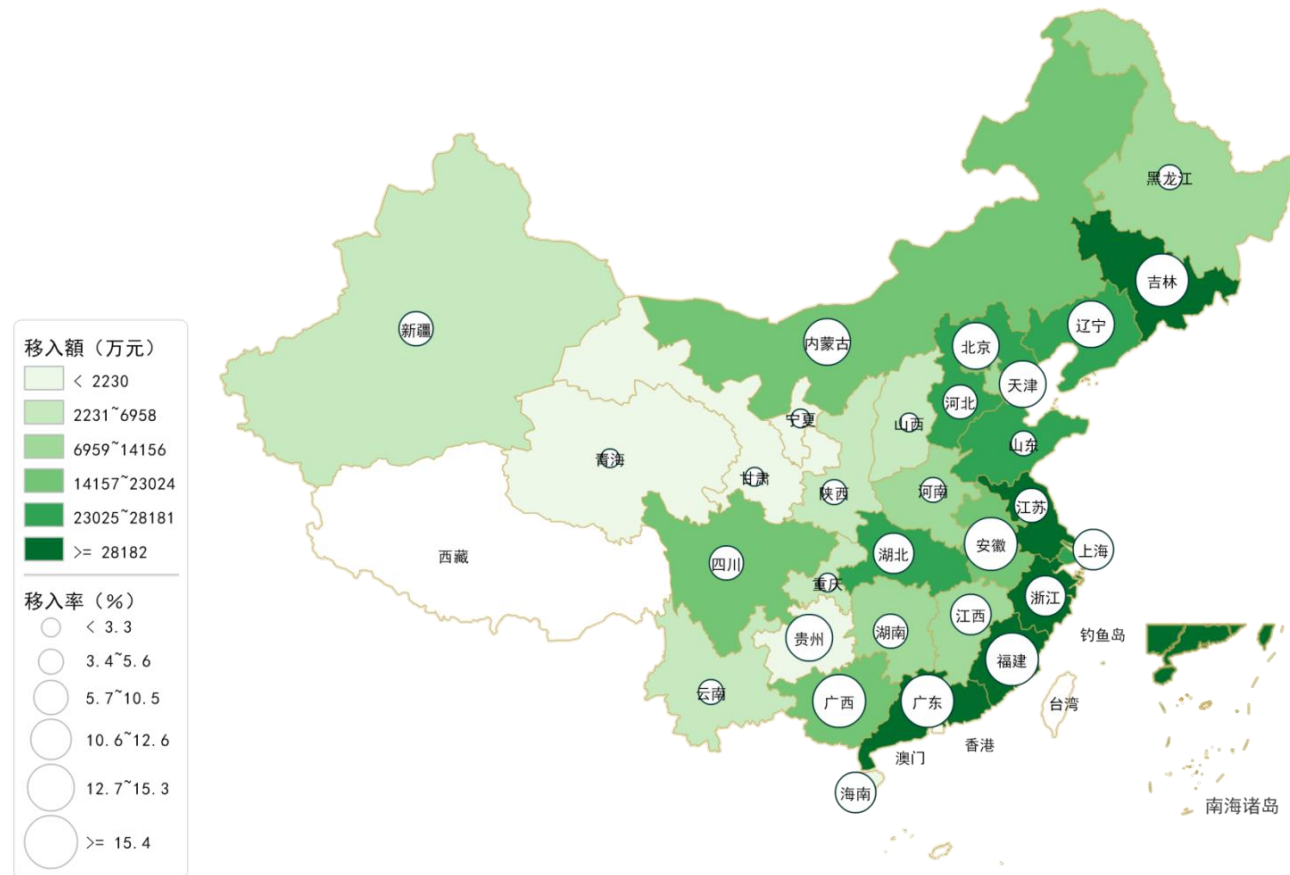 移入額（万元）
< 2230
2231~6958
6959~14156
14157~23024
23025~28181
>= 28182
移入率（%）
< 3.3
3.4~5.6
5.7~10.5
10.6~12.6
12.7~15.3
>= 15.4
黑龙江
吉林
辽宁
新疆
内蒙古
北京
天津
河北
宁夏
山西
山东
青海
甘肃
陕西
河南
江苏
西藏
四川
湖北
安徽
上海
重庆
浙江
贵州
湖南
江西
钓鱼岛
福建
云南
广西
广东
台湾
香港
澳门
海南
南海诸岛